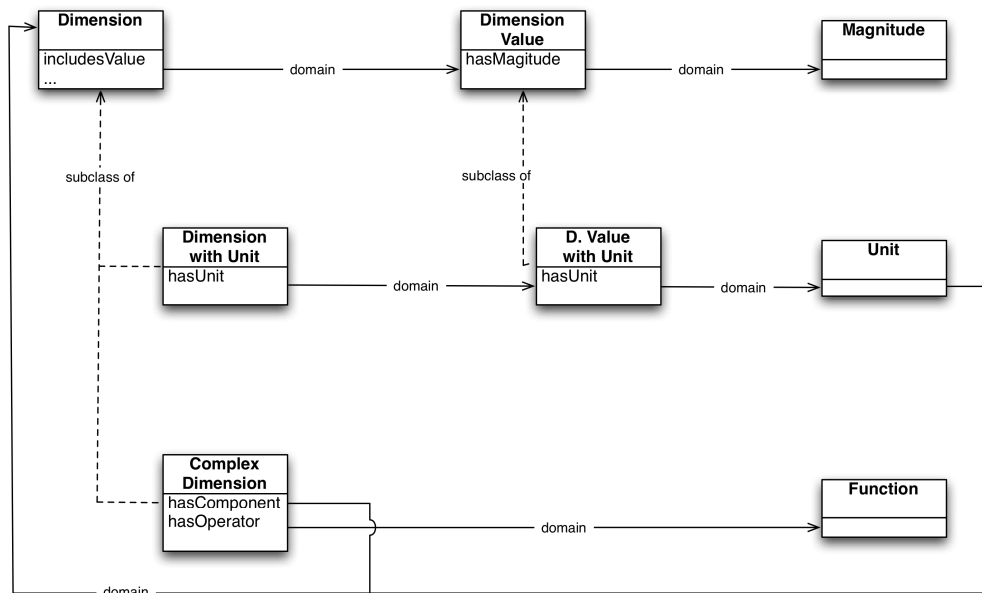 Dimension
includesValue
...
domain
Dimension
Value
hasMagitude
domain
Magnitude
subclass of
subclass of
Dimension
with Unit
hasUnit
domain
D. Value
with Unit
hasUnit
domain
Unit
Complex
Dimension
hasComponent
hasOperator
domain
Function
domain